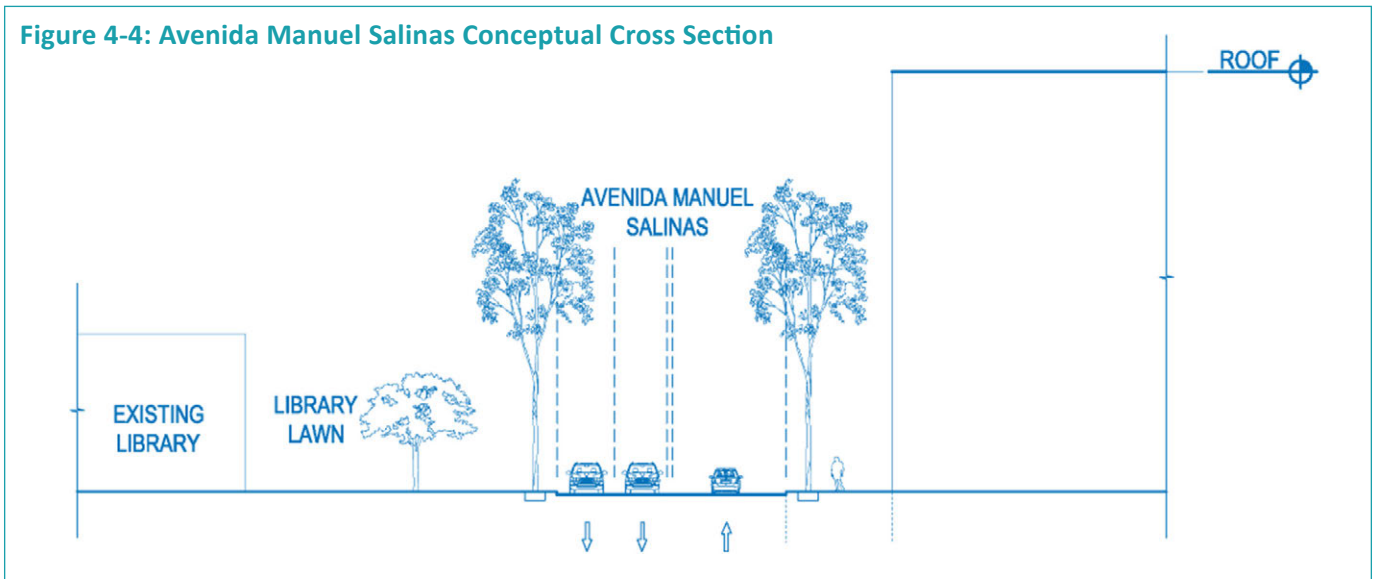 Figure 4-4: Avenida Manuel Salinas Conceptual Cross Section
ROOF
AVENIDA MANUEL
SALINAS
EXISTING
LIBRARY
LIBRARY
LAWN